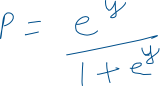 P = e^y / 1 + e^y